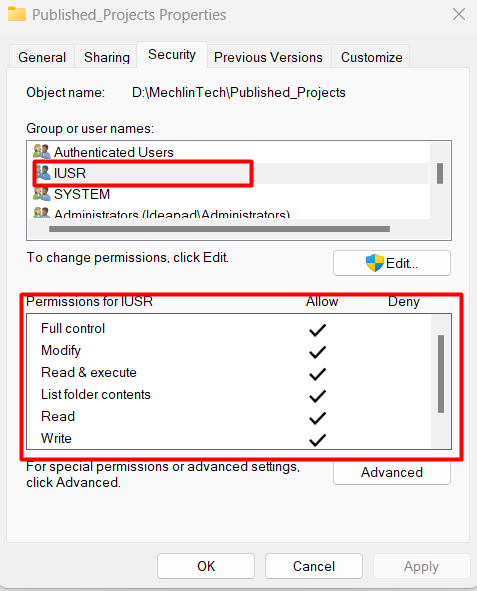 Published_Projects Properties
General Sharing Security Previous Versions Customize
Object name: D:\MechlinTech\Published_Projects
Group or user names:
Authenticated Users
IUSR
SYSTEM
Administrators (Ideapad\Administrators)
To change permissions, click Edit.
Edit...
Permissions for IUSR Allow Deny
Full control
Modify
Read & execute
List folder contents
Read
Write
For special permissions or advanced settings,
click Advanced.
Advanced
OK Cancel Apply